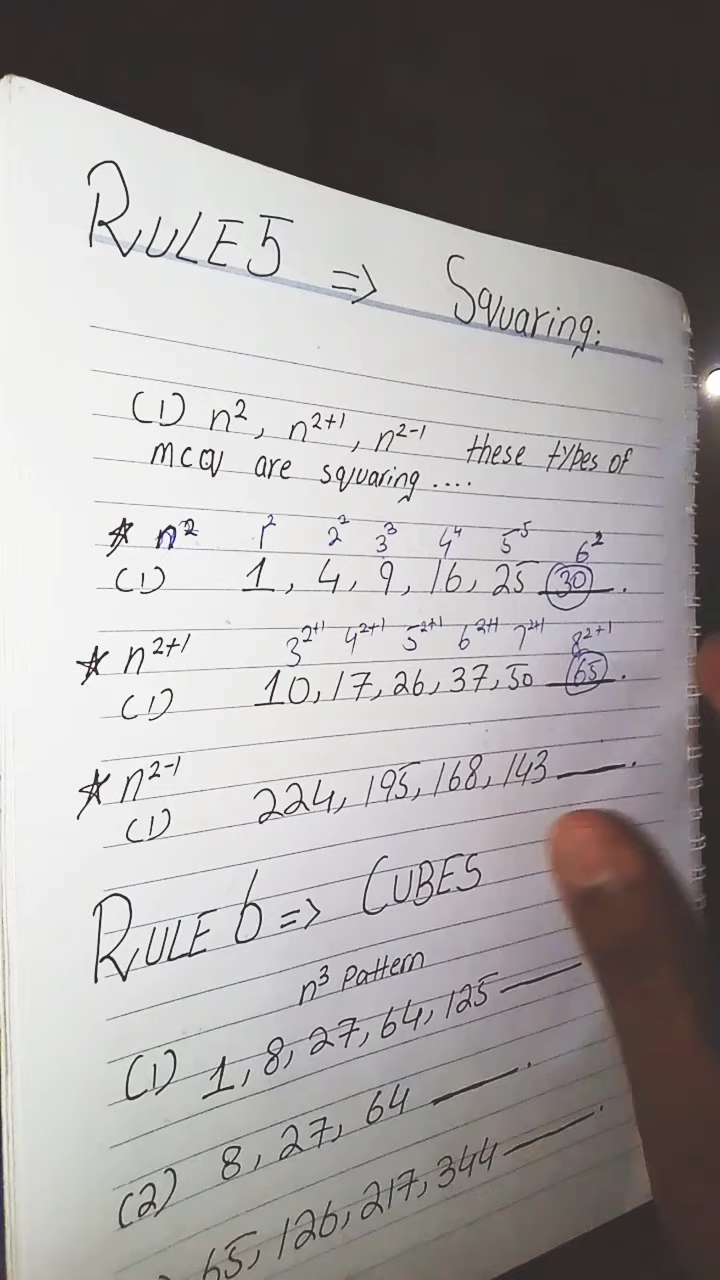 RULE 5 => Squaring:
(1) n², n²⁺¹, n²⁻¹ these types of
mcq are squaring ....
★ n² 1² 2² 3³ 4⁴ 5⁵ 6²
(1) 1, 4, 9, 16, 25 30.
★ n²⁺¹ 3²⁺¹ 4²⁺¹ 5²⁺¹ 6²⁺¹ 7²⁺¹ 8²⁺¹
(1) 10, 17, 26, 37, 50 65.
★ n²⁻¹
(1) 224, 195, 168, 143 ___.
RULE 6 => CUBES
n³ Pattern
(1) 1, 8, 27, 64, 125 ___
(2) 8, 27, 64 ___.
65, 126, 217, 344 ___.